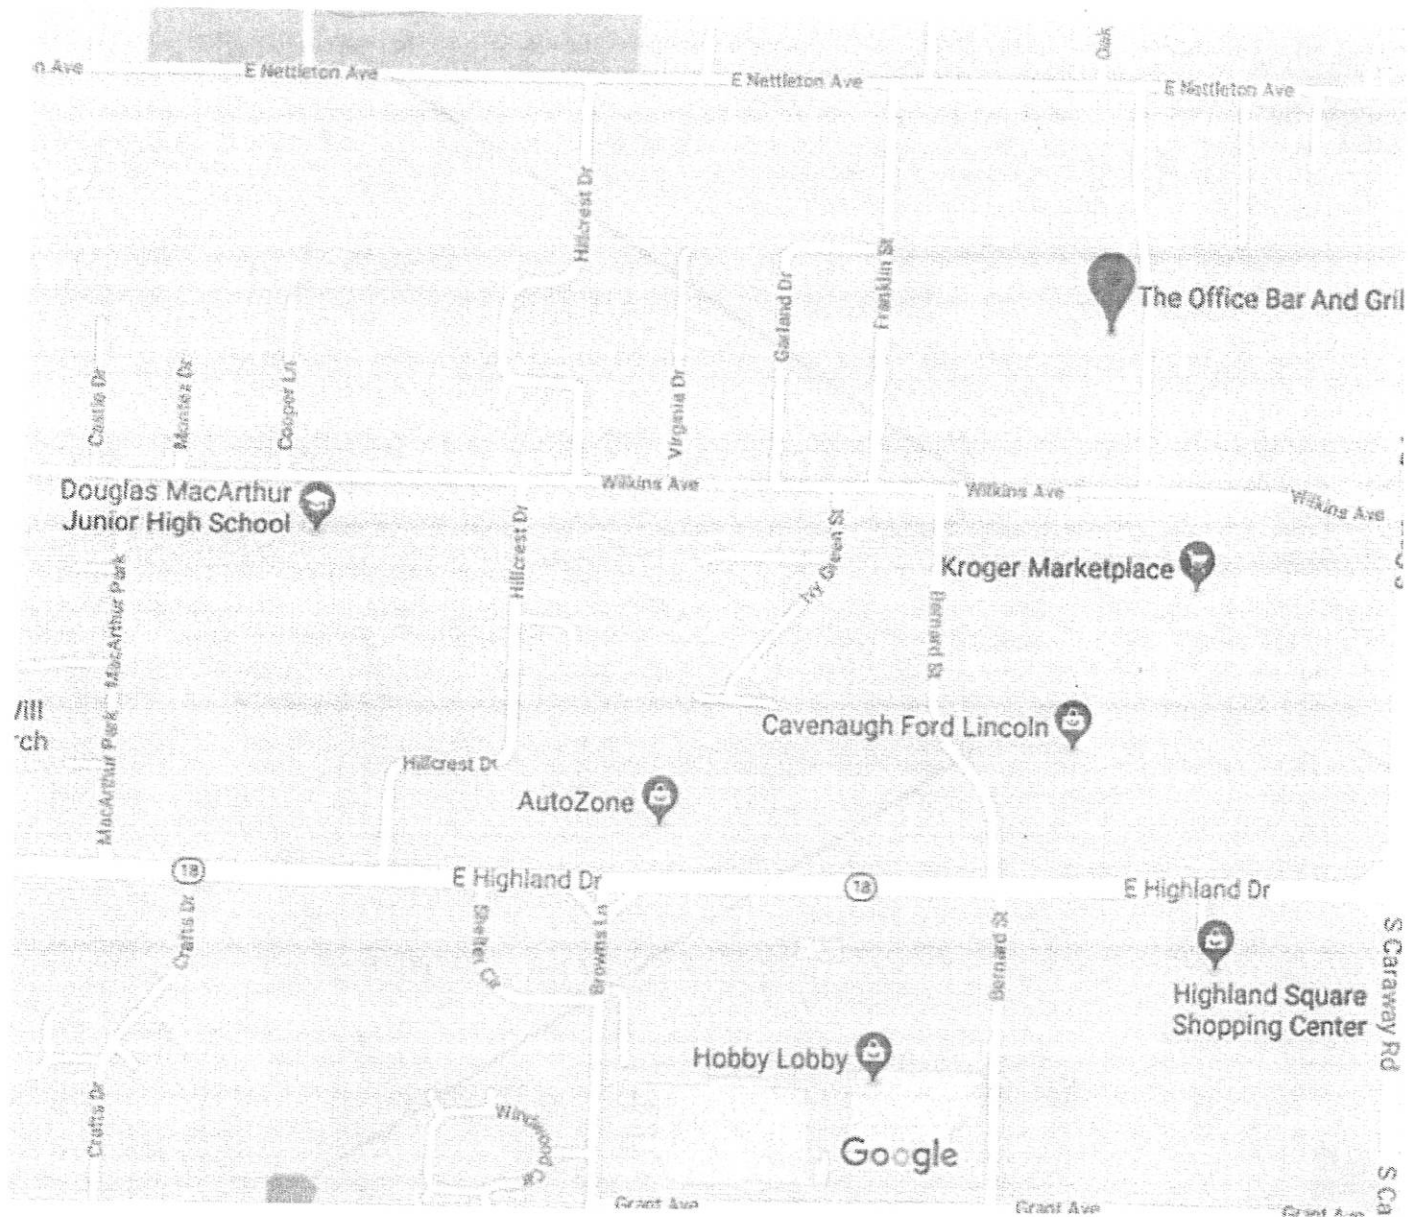 Oak
n Ave
E Nettleton Ave
E Nettleton Ave
E Nettleton Ave
Hillcrest Dr
Franklin St
Garland Dr
The Office Bar And Gril
Castle Dr
Cooper Ln
Virginia Dr
Wilkins Ave
Wilkins Ave
Wilkins Ave
Douglas MacArthur
Junior High School
Hillcrest Dr
Ivy Green St
Kroger Marketplace
MacArthur Park
MacArthur Park
Bernard St
/ill
ch
Cavenaugh Ford Lincoln
Hillcrest Dr
AutoZone
18
E Highland Dr
18
E Highland Dr
Crafts Dr
Browns Ln
Bernard St
S Caraway Rd
Highland Square
Shopping Center
Hobby Lobby
Crafts Dr
Google
S Ca
Grant Ave
Grant Ave
Grant Ave